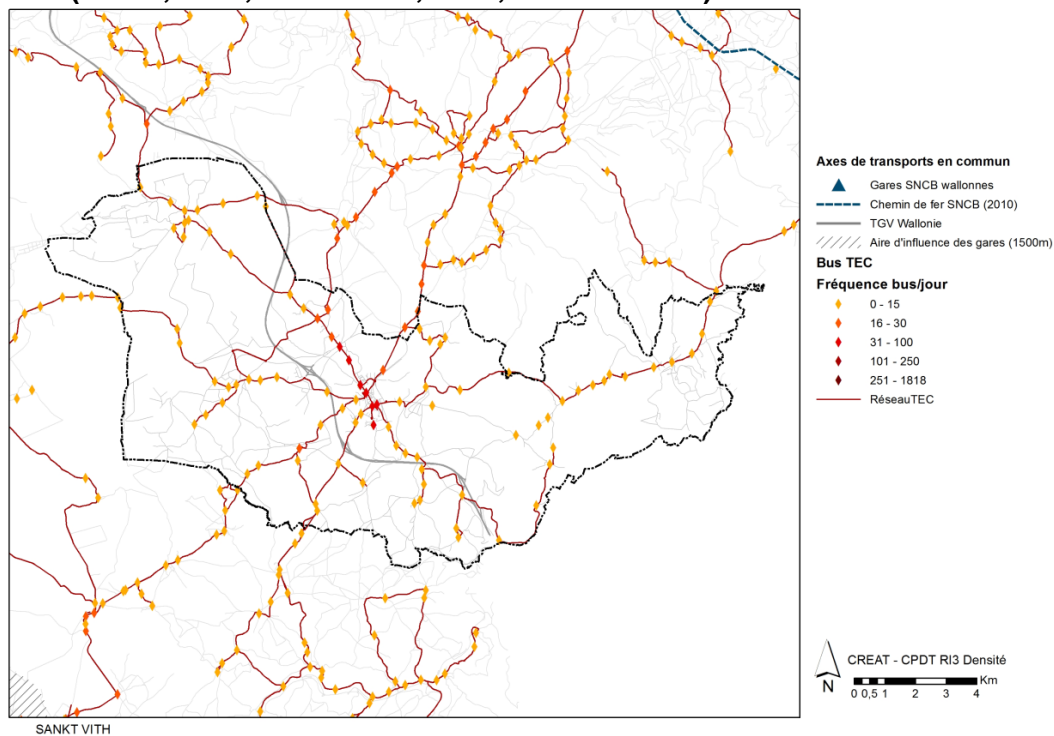 Axes de transports en commun
Gares SNCB wallonnes
Chemin de fer SNCB (2010)
TGV Wallonie
Aire d'influence des gares (1500m)
Bus TEC
Fréquence bus/jour
0 - 15
16 - 30
31 - 100
101 - 250
251 - 1818
RéseauTEC
CREAT - CPDT RI3 Densité
N
Km
0 0,5 1 2 3 4
SANKT VITH